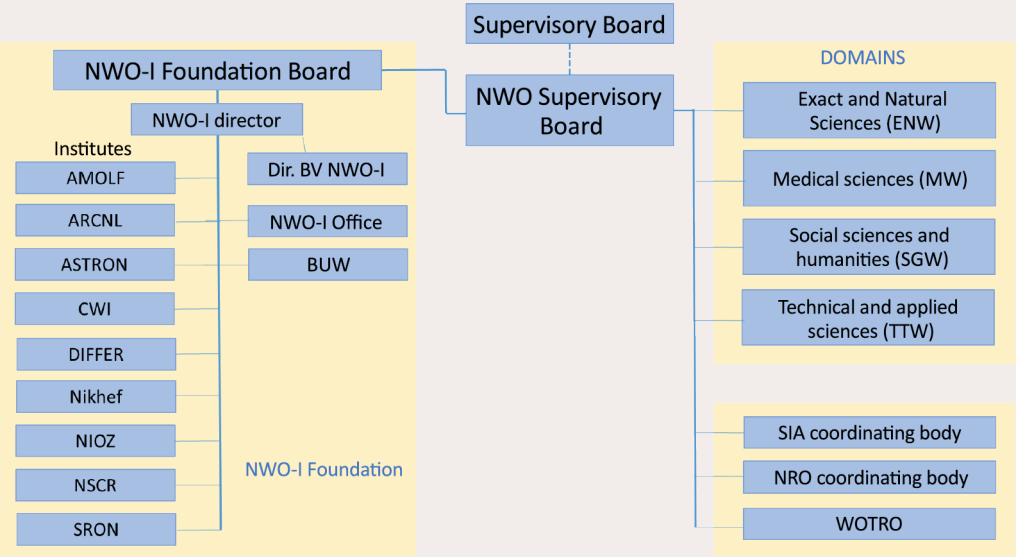 Supervisory Board
NWO Supervisory
Board
NWO-I Foundation Board
NWO-I director
Institutes
AMOLF
ARCNL
ASTRON
CWI
DIFFER
Nikhef
NIOZ
NSCR
SRON
Dir. BV NWO-I
NWO-I Office
BUW
NWO-I Foundation
DOMAINS
Exact and Natural
Sciences (ENW)
Medical sciences (MW)
Social sciences and
humanities (SGW)
Technical and applied
sciences (TTW)
SIA coordinating body
NRO coordinating body
WOTRO